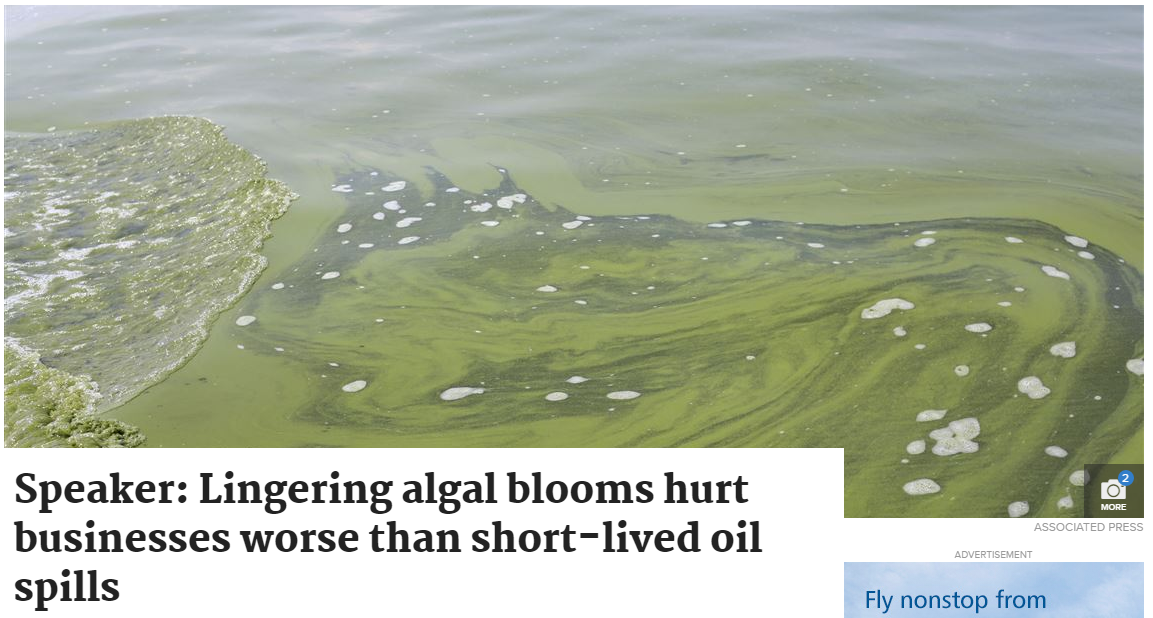 2
MORE
ASSOCIATED PRESS
Speaker: Lingering algal blooms hurt
businesses worse than short-lived oil
spills
ADVERTISEMENT
Fly nonstop from